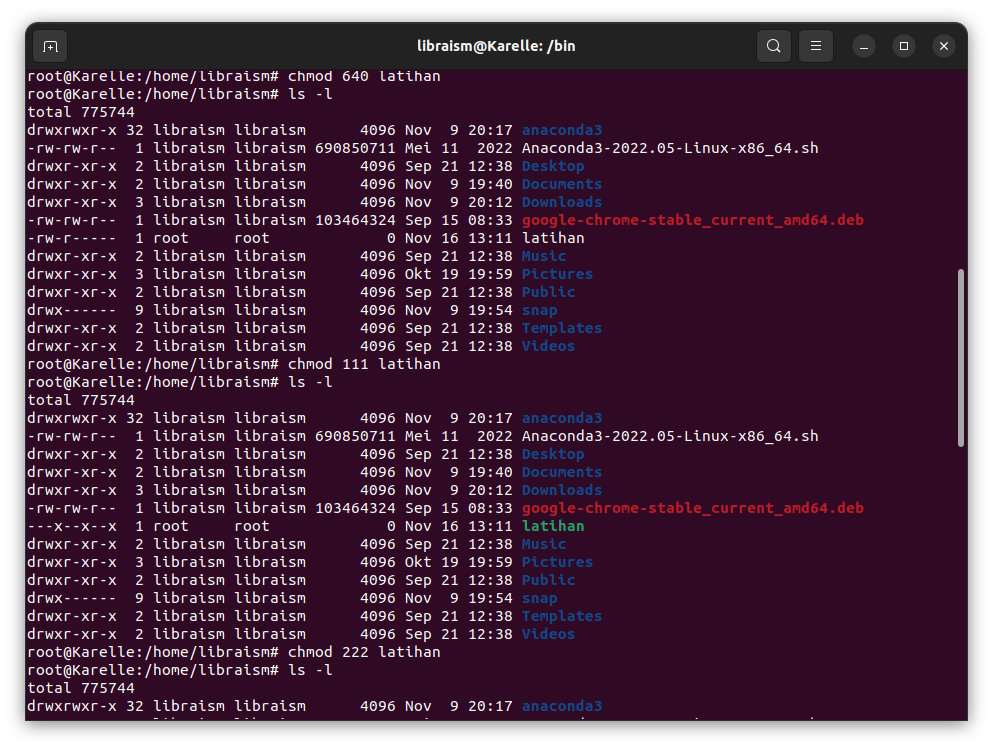 libraism@Karelle: /bin
root@Karelle:/home/libraism# chmod 640 latihan
root@Karelle:/home/libraism# ls -l
total 775744
drwxrwxr-x 32 libraism libraism      4096 Nov  9 20:17 anaconda3
-rw-rw-r--  1 libraism libraism 690850711 Mei 11  2022 Anaconda3-2022.05-Linux-x86_64.sh
drwxr-xr-x  2 libraism libraism      4096 Sep 21 12:38 Desktop
drwxr-xr-x  2 libraism libraism      4096 Nov  9 19:40 Documents
drwxr-xr-x  3 libraism libraism      4096 Nov  9 20:12 Downloads
-rw-rw-r--  1 libraism libraism 103464324 Sep 15 08:33 google-chrome-stable_current_amd64.deb
-rw-r-----  1 root     root             0 Nov 16 13:11 latihan
drwxr-xr-x  2 libraism libraism      4096 Sep 21 12:38 Music
drwxr-xr-x  3 libraism libraism      4096 Okt 19 19:59 Pictures
drwxr-xr-x  2 libraism libraism      4096 Sep 21 12:38 Public
drwx------  9 libraism libraism      4096 Nov  9 19:54 snap
drwxr-xr-x  2 libraism libraism      4096 Sep 21 12:38 Templates
drwxr-xr-x  2 libraism libraism      4096 Sep 21 12:38 Videos
root@Karelle:/home/libraism# chmod 111 latihan
root@Karelle:/home/libraism# ls -l
total 775744
drwxrwxr-x 32 libraism libraism      4096 Nov  9 20:17 anaconda3
-rw-rw-r--  1 libraism libraism 690850711 Mei 11  2022 Anaconda3-2022.05-Linux-x86_64.sh
drwxr-xr-x  2 libraism libraism      4096 Sep 21 12:38 Desktop
drwxr-xr-x  2 libraism libraism      4096 Nov  9 19:40 Documents
drwxr-xr-x  3 libraism libraism      4096 Nov  9 20:12 Downloads
-rw-rw-r--  1 libraism libraism 103464324 Sep 15 08:33 google-chrome-stable_current_amd64.deb
---x--x--x  1 root     root             0 Nov 16 13:11 latihan
drwxr-xr-x  2 libraism libraism      4096 Sep 21 12:38 Music
drwxr-xr-x  3 libraism libraism      4096 Okt 19 19:59 Pictures
drwxr-xr-x  2 libraism libraism      4096 Sep 21 12:38 Public
drwx------  9 libraism libraism      4096 Nov  9 19:54 snap
drwxr-xr-x  2 libraism libraism      4096 Sep 21 12:38 Templates
drwxr-xr-x  2 libraism libraism      4096 Sep 21 12:38 Videos
root@Karelle:/home/libraism# chmod 222 latihan
root@Karelle:/home/libraism# ls -l
total 775744
drwxrwxr-x 32 libraism libraism      4096 Nov  9 20:17 anaconda3